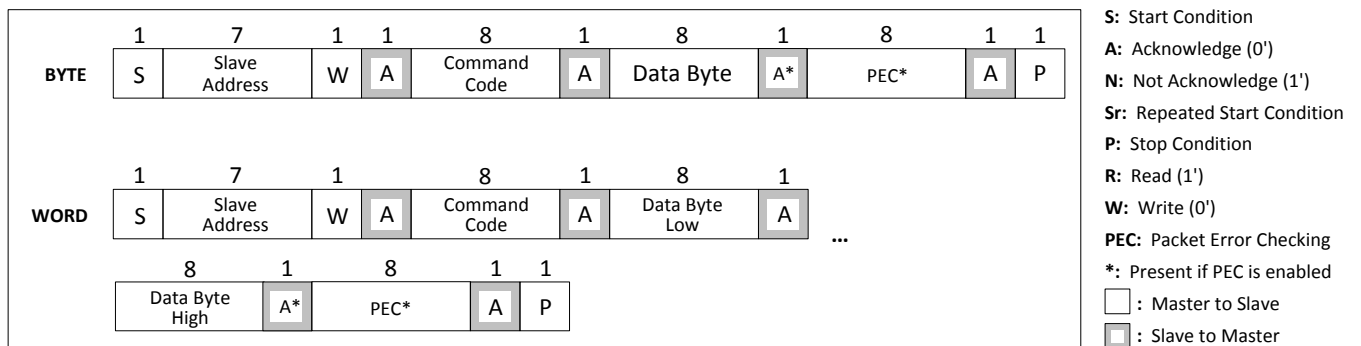 1 7 1 1 8 1 8 1 8 1 1
BYTE S Slave Address W A Command Code A Data Byte A* PEC* A P
1 7 1 8 1 8 1
WORD S Slave Address W A Command Code A Data Byte Low A ...
8 1 8 1 1
Data Byte High A* PEC* A P
S: Start Condition
A: Acknowledge (0')
N: Not Acknowledge (1')
Sr: Repeated Start Condition
P: Stop Condition
R: Read (1')
W: Write (0')
PEC: Packet Error Checking
*: Present if PEC is enabled
: Master to Slave
: Slave to Master